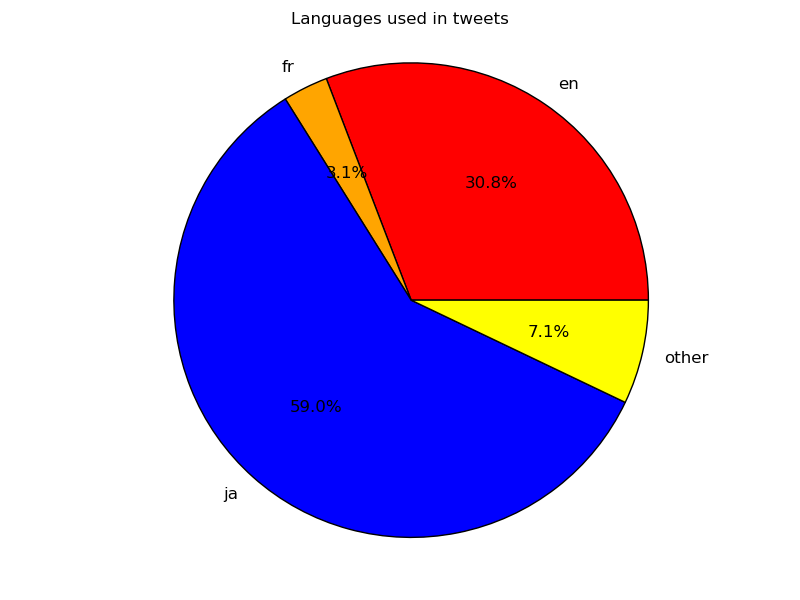 Languages used in tweets
fr
en
3.1%
30.8%
7.1%
other
59.0%
ja